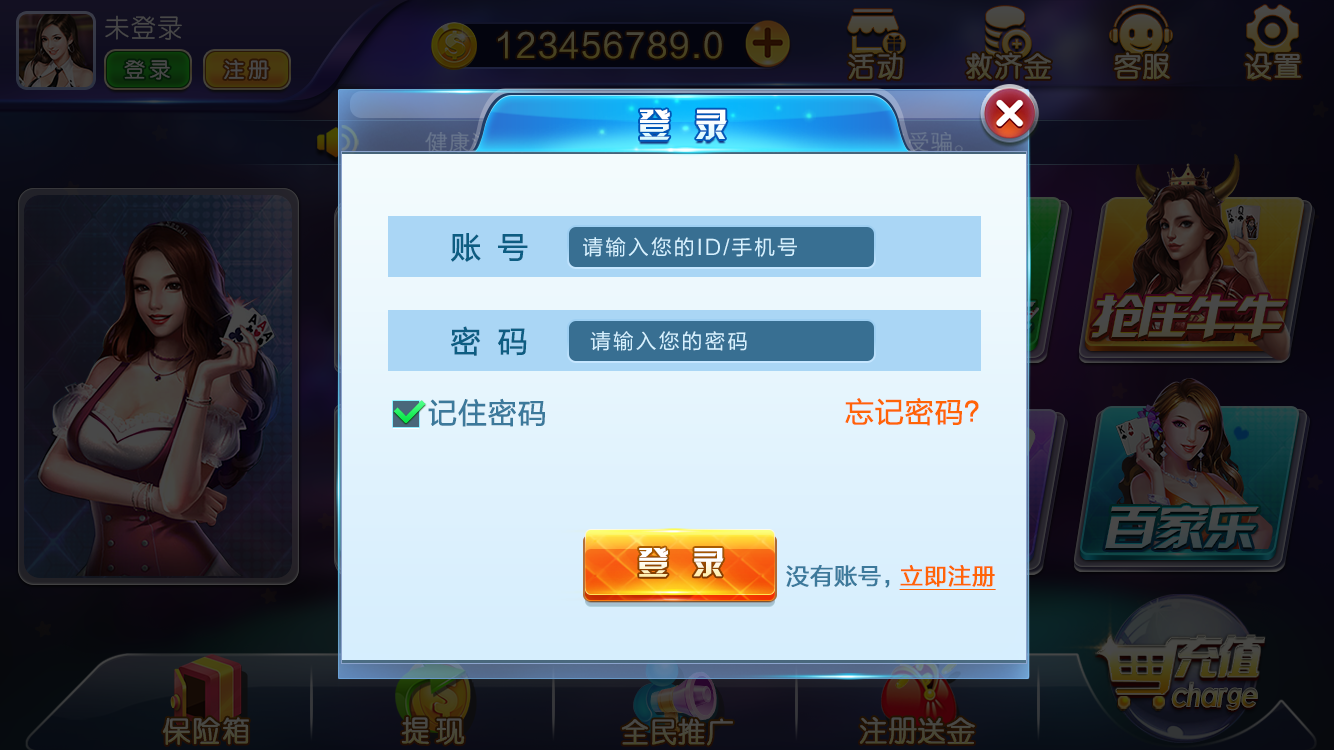 未登录
登录 注册
123456789.0
活动 救济金 客服 设置
登 录
健康
受骗。
账 号 请输入您的ID/手机号
密 码 请输入您的密码
记住密码 忘记密码?
登 录
没有账号，立即注册
抢庄牛牛
百家乐
保险箱 提现 全民推广 注册送金
充值
charge